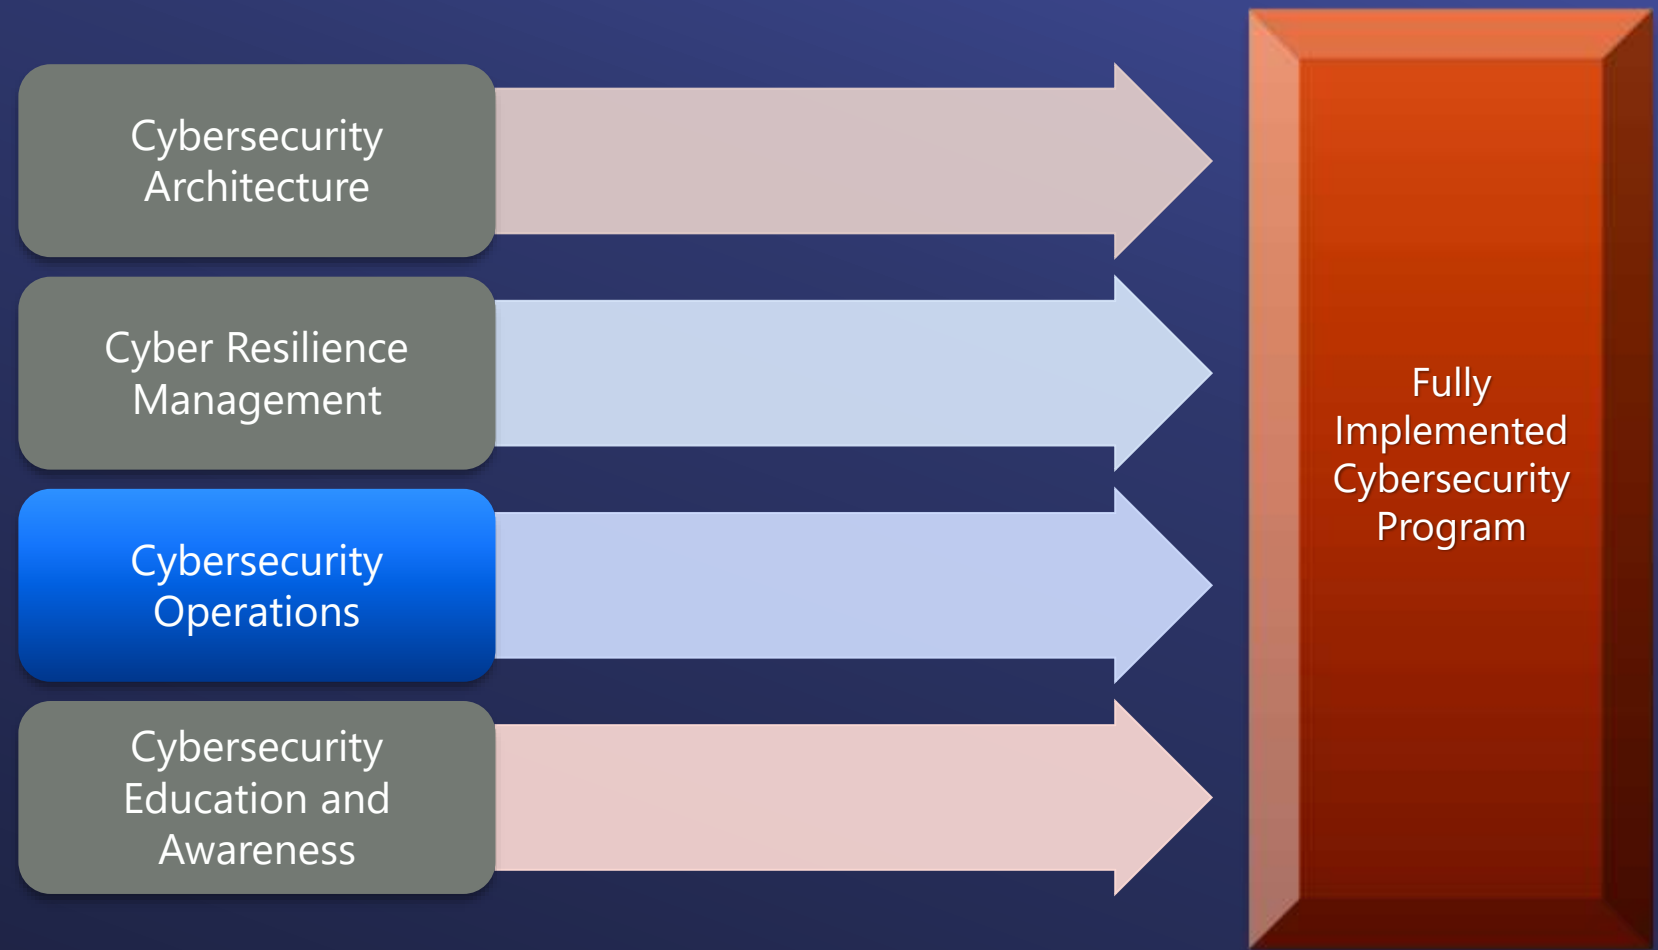 Cybersecurity
Architecture
Cyber Resilience
Management
Cybersecurity
Operations
Cybersecurity
Education and
Awareness
Fully
Implemented
Cybersecurity
Program